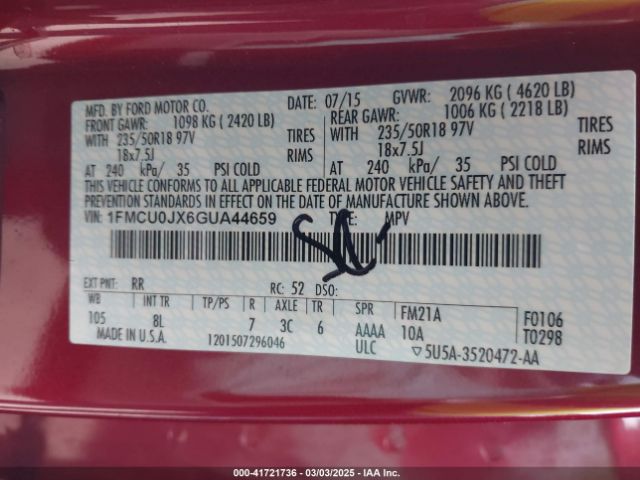 MFD. BY FORD MOTOR CO.
DATE: 07/15 GVWR: 2096 KG ( 4620 LB)
FRONT GAWR: 1098 KG ( 2420 LB)
REAR GAWR: 1006 KG ( 2218 LB)
WITH 235/50R18 97V TIRES
WITH 235/50R18 97V TIRES
18x7.5J RIMS
18x7.5J RIMS
AT 240 kPa/ 35 PSI COLD
AT 240 kPa/ 35 PSI COLD
THIS VEHICLE CONFORMS TO ALL APPLICABLE FEDERAL MOTOR VEHICLE SAFETY AND THEFT
PREVENTION STANDARDS IN EFFECT ON THE DATE OF MANUFACTURE SHOWN ABOVE.
VIN: 1FMCU0JX6GUA44659 TYPE: MPV
EXT PNT: RR RC: 52 DSO:
WB INT TR TP/PS R AXLE TR SPR FM21A F0106
105 8L 7 3C 6 AAAA 10A T0298
MADE IN U.S.A. 1201507296046 ULC ▽5U5A-3520472-AA
000-41721736 - 03/03/2025 - IAAI.CA